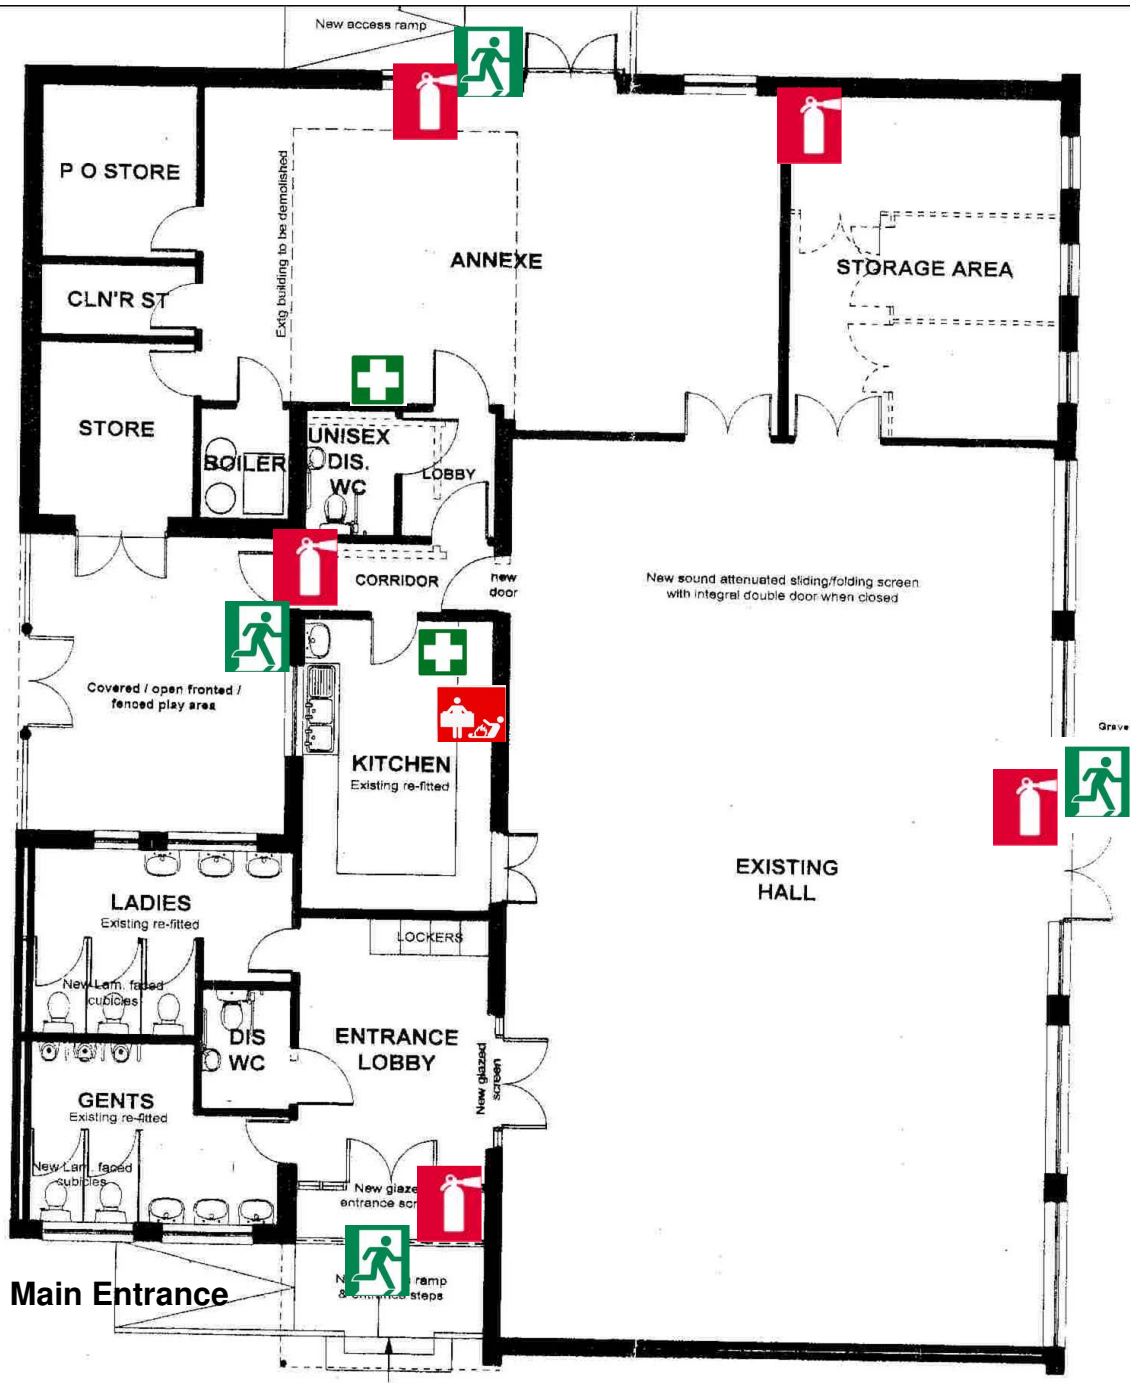 New access ramp
P O STORE
Extg building to be demolished
ANNEXE
STORAGE AREA
CLN'R ST
STORE
BOILER
UNISEX
DIS.
WC
LOBBY
CORRIDOR
new
door
New sound attenuated sliding/folding screen
with integral double door when closed
Covered / open fronted /
fenced play area
KITCHEN
Existing re-fitted
Grave
EXISTING
HALL
LADIES
Existing re-fitted
New Lam. faced
cubicles
LOCKERS
DIS
WC
ENTRANCE
LOBBY
New glazed
screen
GENTS
Existing re-fitted
New Lam. faced
cubicles
New glaze
entrance scr
Main Entrance
ramp
steps